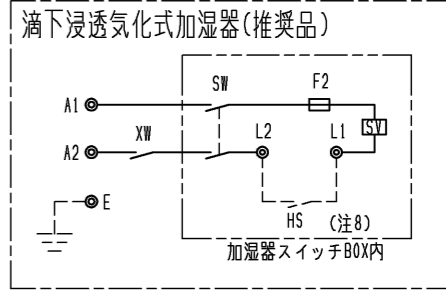 滴下浸透気化式加湿器(推奨品)
SW
F2
A1
SV
XW
L2
L1
A2
E
HS (注8)
加湿器スイッチBOX内